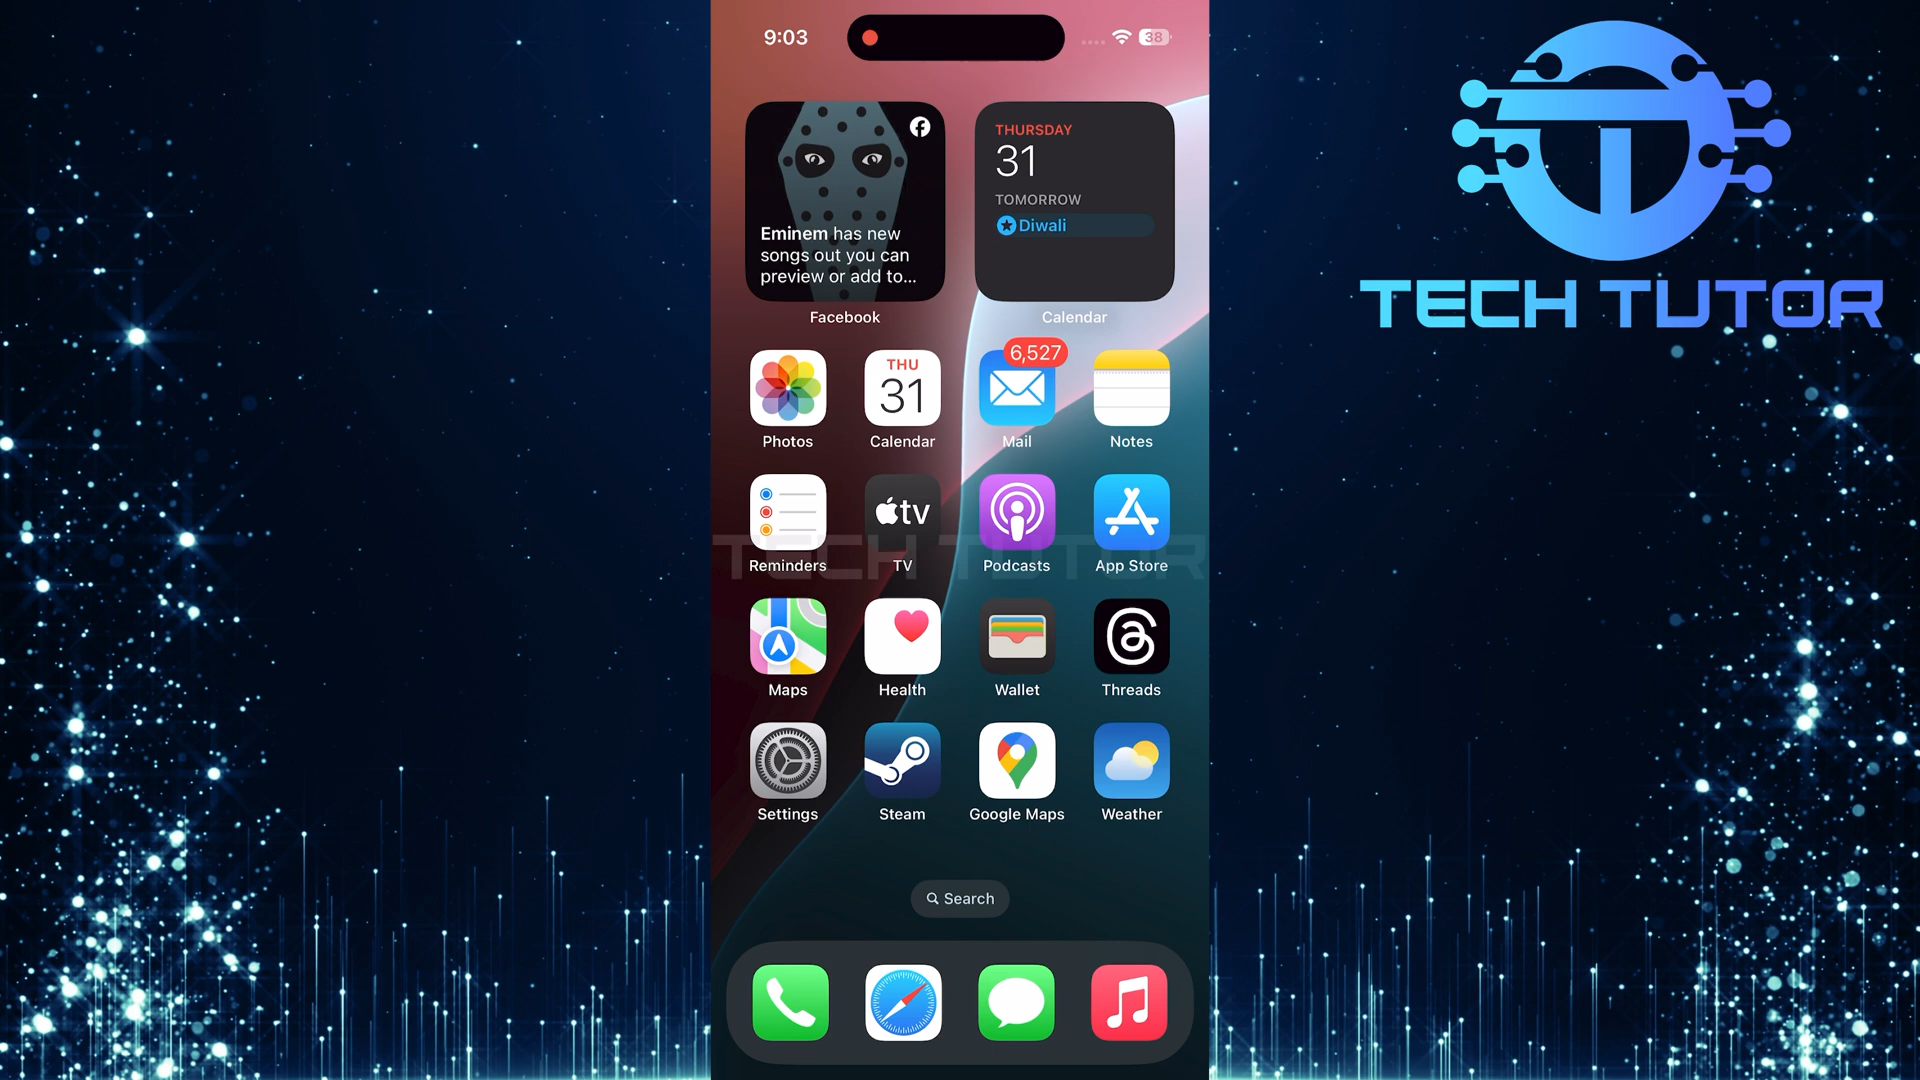 9:03
38
TECH TUTOR
Eminem has new
songs out you can
preview or add to...
Facebook
THURSDAY
31
TOMORROW
Diwali
Calendar
Photos
THU
31
Calendar
6,527
Mail
Notes
Reminders
tv
TV
Podcasts
App Store
TECH TUTOR
Maps
Health
Wallet
Threads
Settings
Steam
Google Maps
Weather
Search